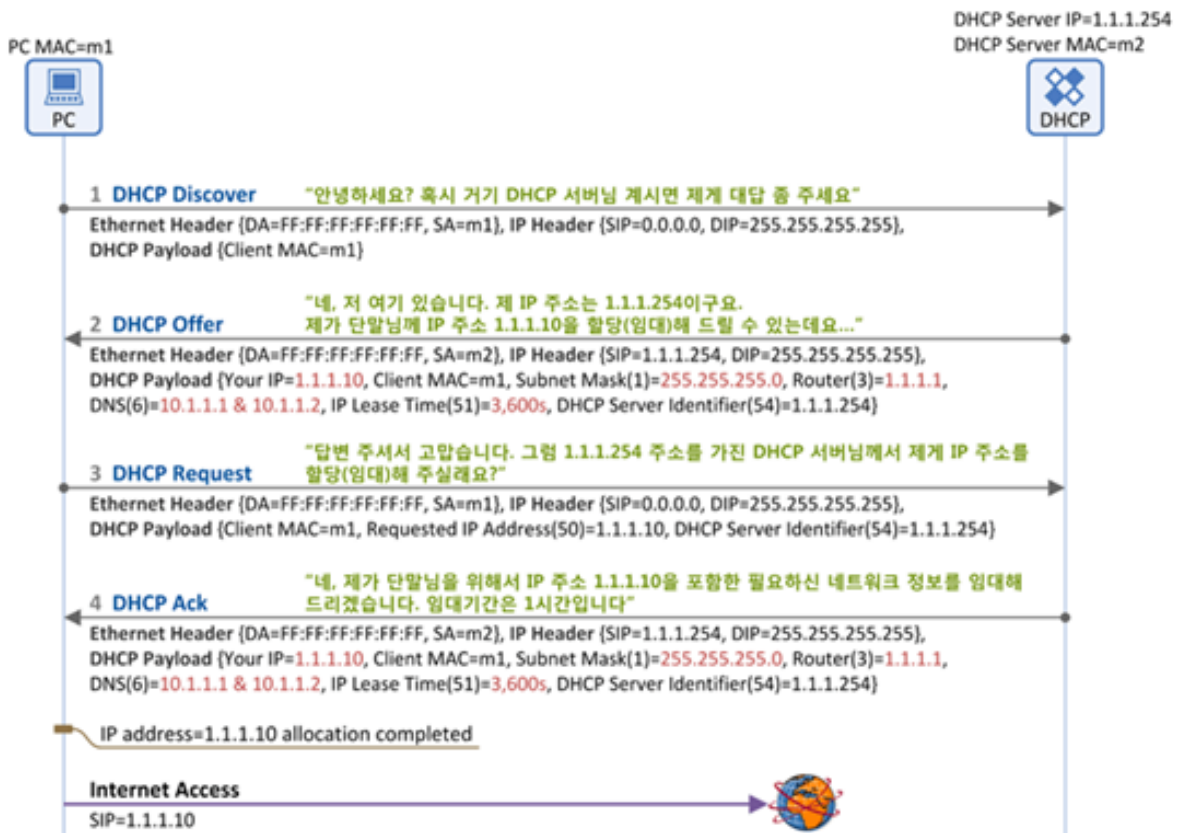 DHCP Server IP=1.1.1.254
PC MAC=m1
DHCP Server MAC=m2
PC
DHCP
1 DHCP Discover "안녕하세요? 혹시 거기 DHCP 서버님 계시면 제게 대답 좀 주세요"
Ethernet Header {DA=FF:FF:FF:FF:FF:FF, SA=m1}, IP Header {SIP=0.0.0.0, DIP=255.255.255.255},
DHCP Payload {Client MAC=m1}
"네, 저 여기 있습니다. 제 IP 주소는 1.1.1.254이구요.
2 DHCP Offer 제가 단말님께 IP 주소 1.1.1.10을 할당(임대)해 드릴 수 있는데요..."
Ethernet Header {DA=FF:FF:FF:FF:FF:FF, SA=m2}, IP Header {SIP=1.1.1.254, DIP=255.255.255.255},
DHCP Payload {Your IP=1.1.1.10, Client MAC=m1, Subnet Mask(1)=255.255.255.0, Router(3)=1.1.1.1,
DNS(6)=10.1.1.1 & 10.1.1.2, IP Lease Time(51)=3,600s, DHCP Server Identifier(54)=1.1.1.254}
"답변 주셔서 고맙습니다. 그럼 1.1.1.254 주소를 가진 DHCP 서버님께서 제게 IP 주소를
3 DHCP Request 할당(임대)해 주실래요?"
Ethernet Header {DA=FF:FF:FF:FF:FF:FF, SA=m1}, IP Header {SIP=0.0.0.0, DIP=255.255.255.255},
DHCP Payload {Client MAC=m1, Requested IP Address(50)=1.1.1.10, DHCP Server Identifier(54)=1.1.1.254}
"네, 제가 단말님을 위해서 IP 주소 1.1.1.10을 포함한 필요하신 네트워크 정보를 임대해
4 DHCP Ack 드리겠습니다. 임대기간은 1시간입니다"
Ethernet Header {DA=FF:FF:FF:FF:FF:FF, SA=m2}, IP Header {SIP=1.1.1.254, DIP=255.255.255.255},
DHCP Payload {Your IP=1.1.1.10, Client MAC=m1, Subnet Mask(1)=255.255.255.0, Router(3)=1.1.1.1,
DNS(6)=10.1.1.1 & 10.1.1.2, IP Lease Time(51)=3,600s, DHCP Server Identifier(54)=1.1.1.254}
IP address=1.1.1.10 allocation completed
Internet Access
SIP=1.1.1.10